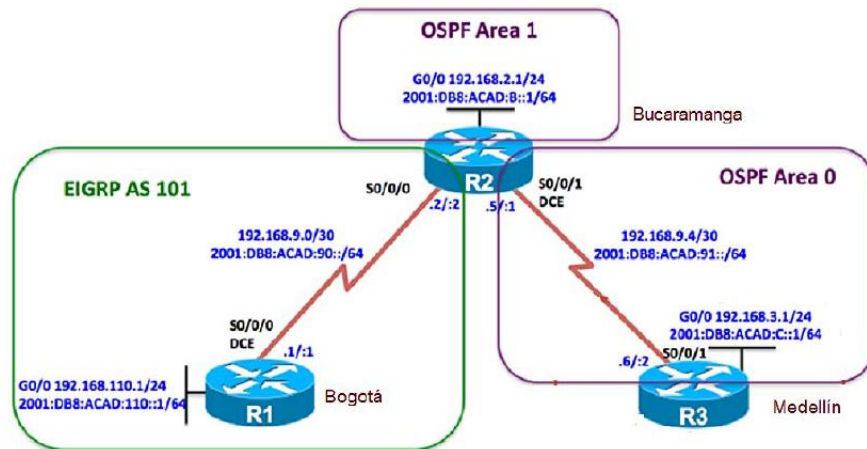 OSPF Area 1
G0/0 192.168.2.1/24
2001:DB8:ACAD:B::1/64
Bucaramanga
R2
EIGRP AS 101
S0/0/0
.2/:2
.5/:1
S0/0/1
DCE
OSPF Area 0
192.168.9.0/30
2001:DB8:ACAD:90::/64
192.168.9.4/30
2001:DB8:ACAD:91::/64
S0/0/0
DCE
.1/:1
G0/0 192.168.3.1/24
2001:DB8:ACAD:C::1/64
.6/:2
S0/0/1
G0/0 192.168.110.1/24
2001:DB8:ACAD:110::1/64
R1
Bogotá
R3
Medellín